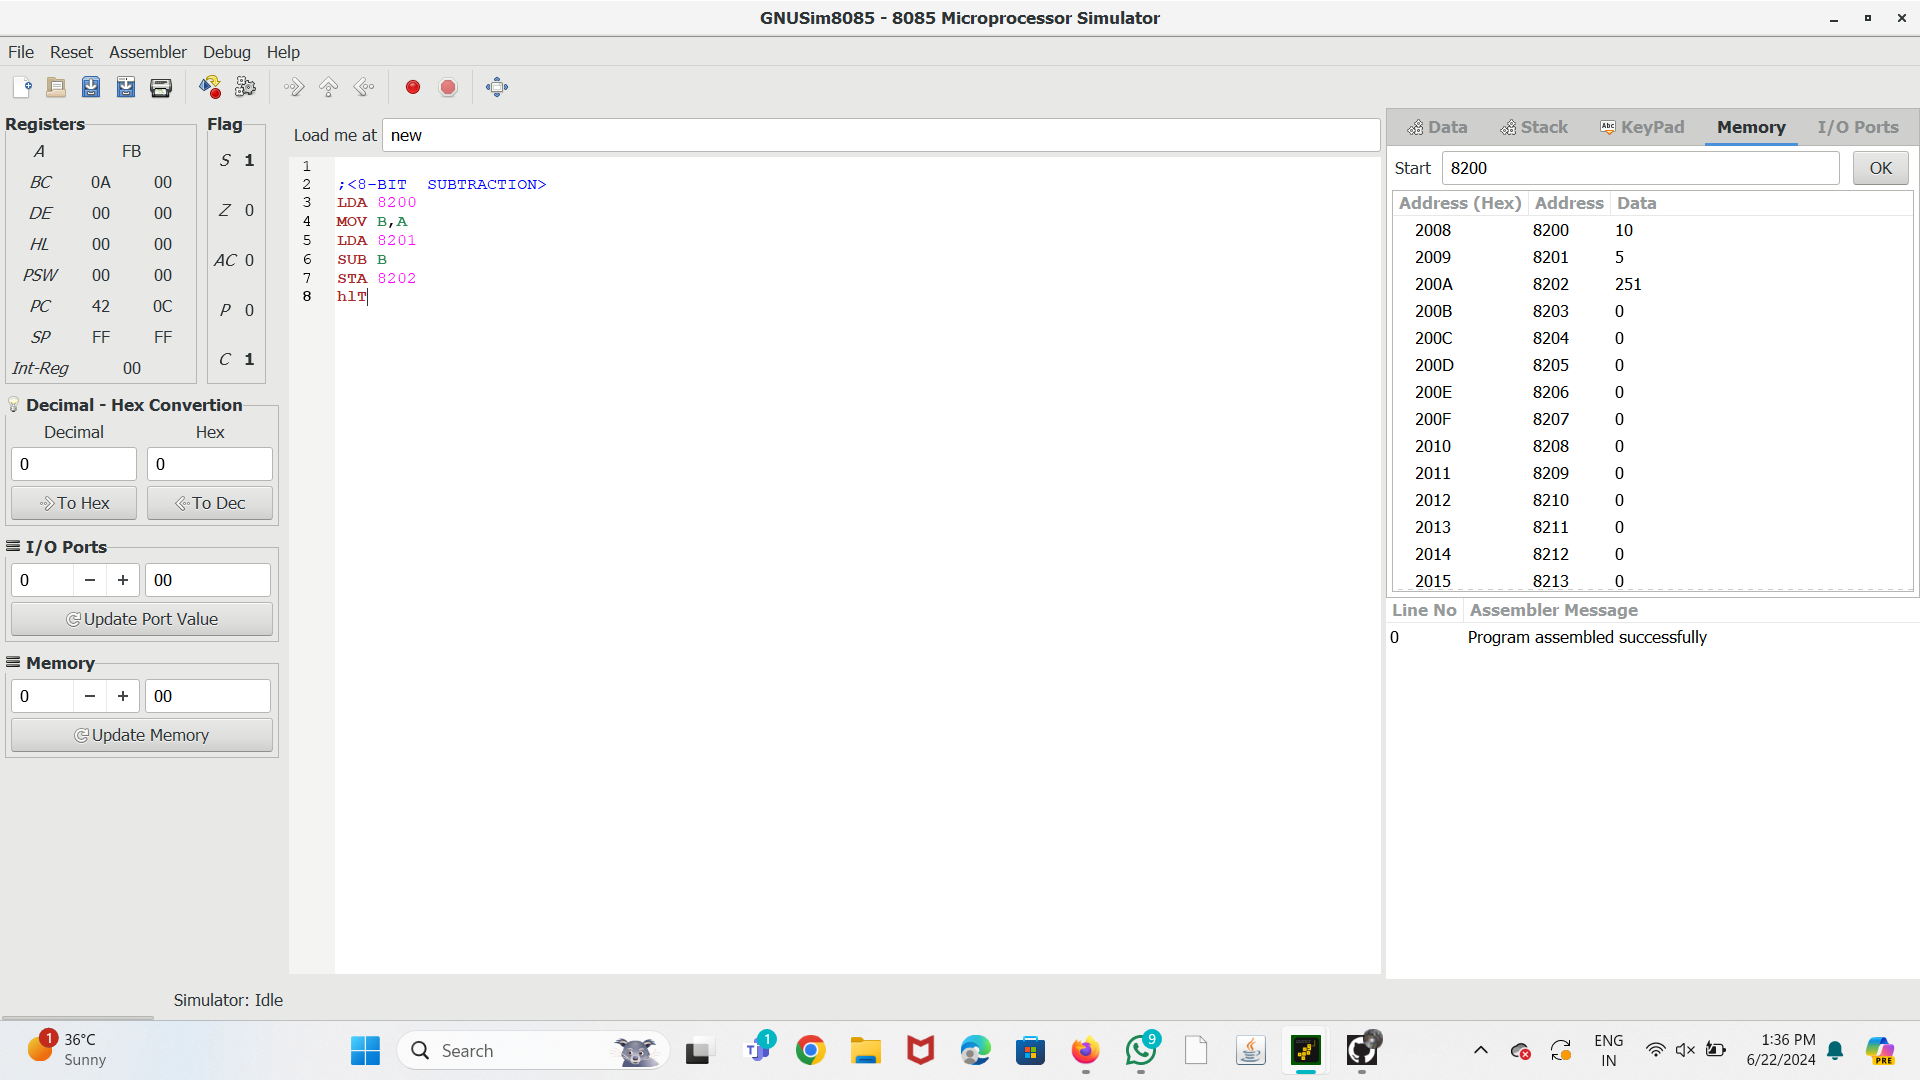 GNUSim8085 - 8085 Microprocessor Simulator
File Reset Assembler Debug Help
Registers
A FB
BC 0A 00
DE 00 00
HL 00 00
PSW 00 00
PC 42 0C
SP FF FF
Int-Reg 00
Flag
S 1
Z 0
AC 0
P 0
C 1
Decimal - Hex Convertion
Decimal Hex
0 0
To Hex To Dec
I/O Ports
0 − + 00
Update Port Value
Memory
0 − + 00
Update Memory
Load me at new
1
2 ;<8-BIT SUBTRACTION>
3 LDA 8200
4 MOV B,A
5 LDA 8201
6 SUB B
7 STA 8202
8 hlT
Data Stack Abc KeyPad Memory I/O Ports
Start 8200 OK
Address (Hex) Address Data
2008 8200 10
2009 8201 5
200A 8202 251
200B 8203 0
200C 8204 0
200D 8205 0
200E 8206 0
200F 8207 0
2010 8208 0
2011 8209 0
2012 8210 0
2013 8211 0
2014 8212 0
2015 8213 0
Line No Assembler Message
0 Program assembled successfully
Simulator: Idle
1 36°C
Sunny
Search
1
9
ENG
IN
1:36 PM
6/22/2024
PRE